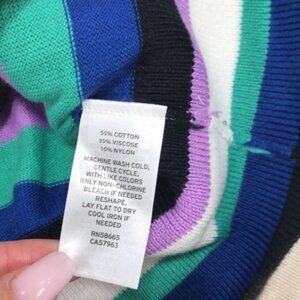 55% COTTON
35% VISCOSE
10% NYLON
MACHINE WASH COLD,
GENTLE CYCLE,
WITH LIKE COLORS
ONLY NON-CHLORINE
BLEACH IF NEEDED
RESHAPE,
LAY FLAT TO DRY
COOL IRON IF
NEEDED
RN58665
CA57963